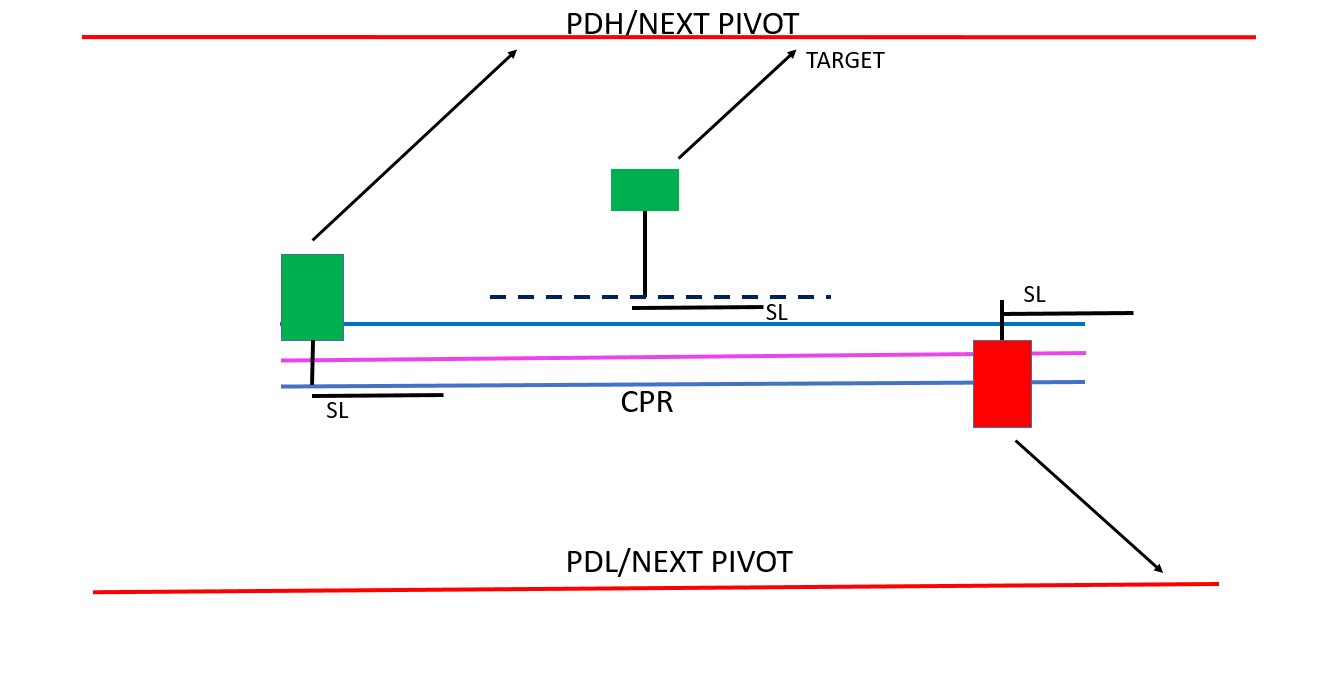 PDH/NEXT PIVOT
TARGET
SL
SL
SL
CPR
PDL/NEXT PIVOT